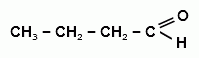 CH₃ – CH₂ – CH₂ – C
O
H